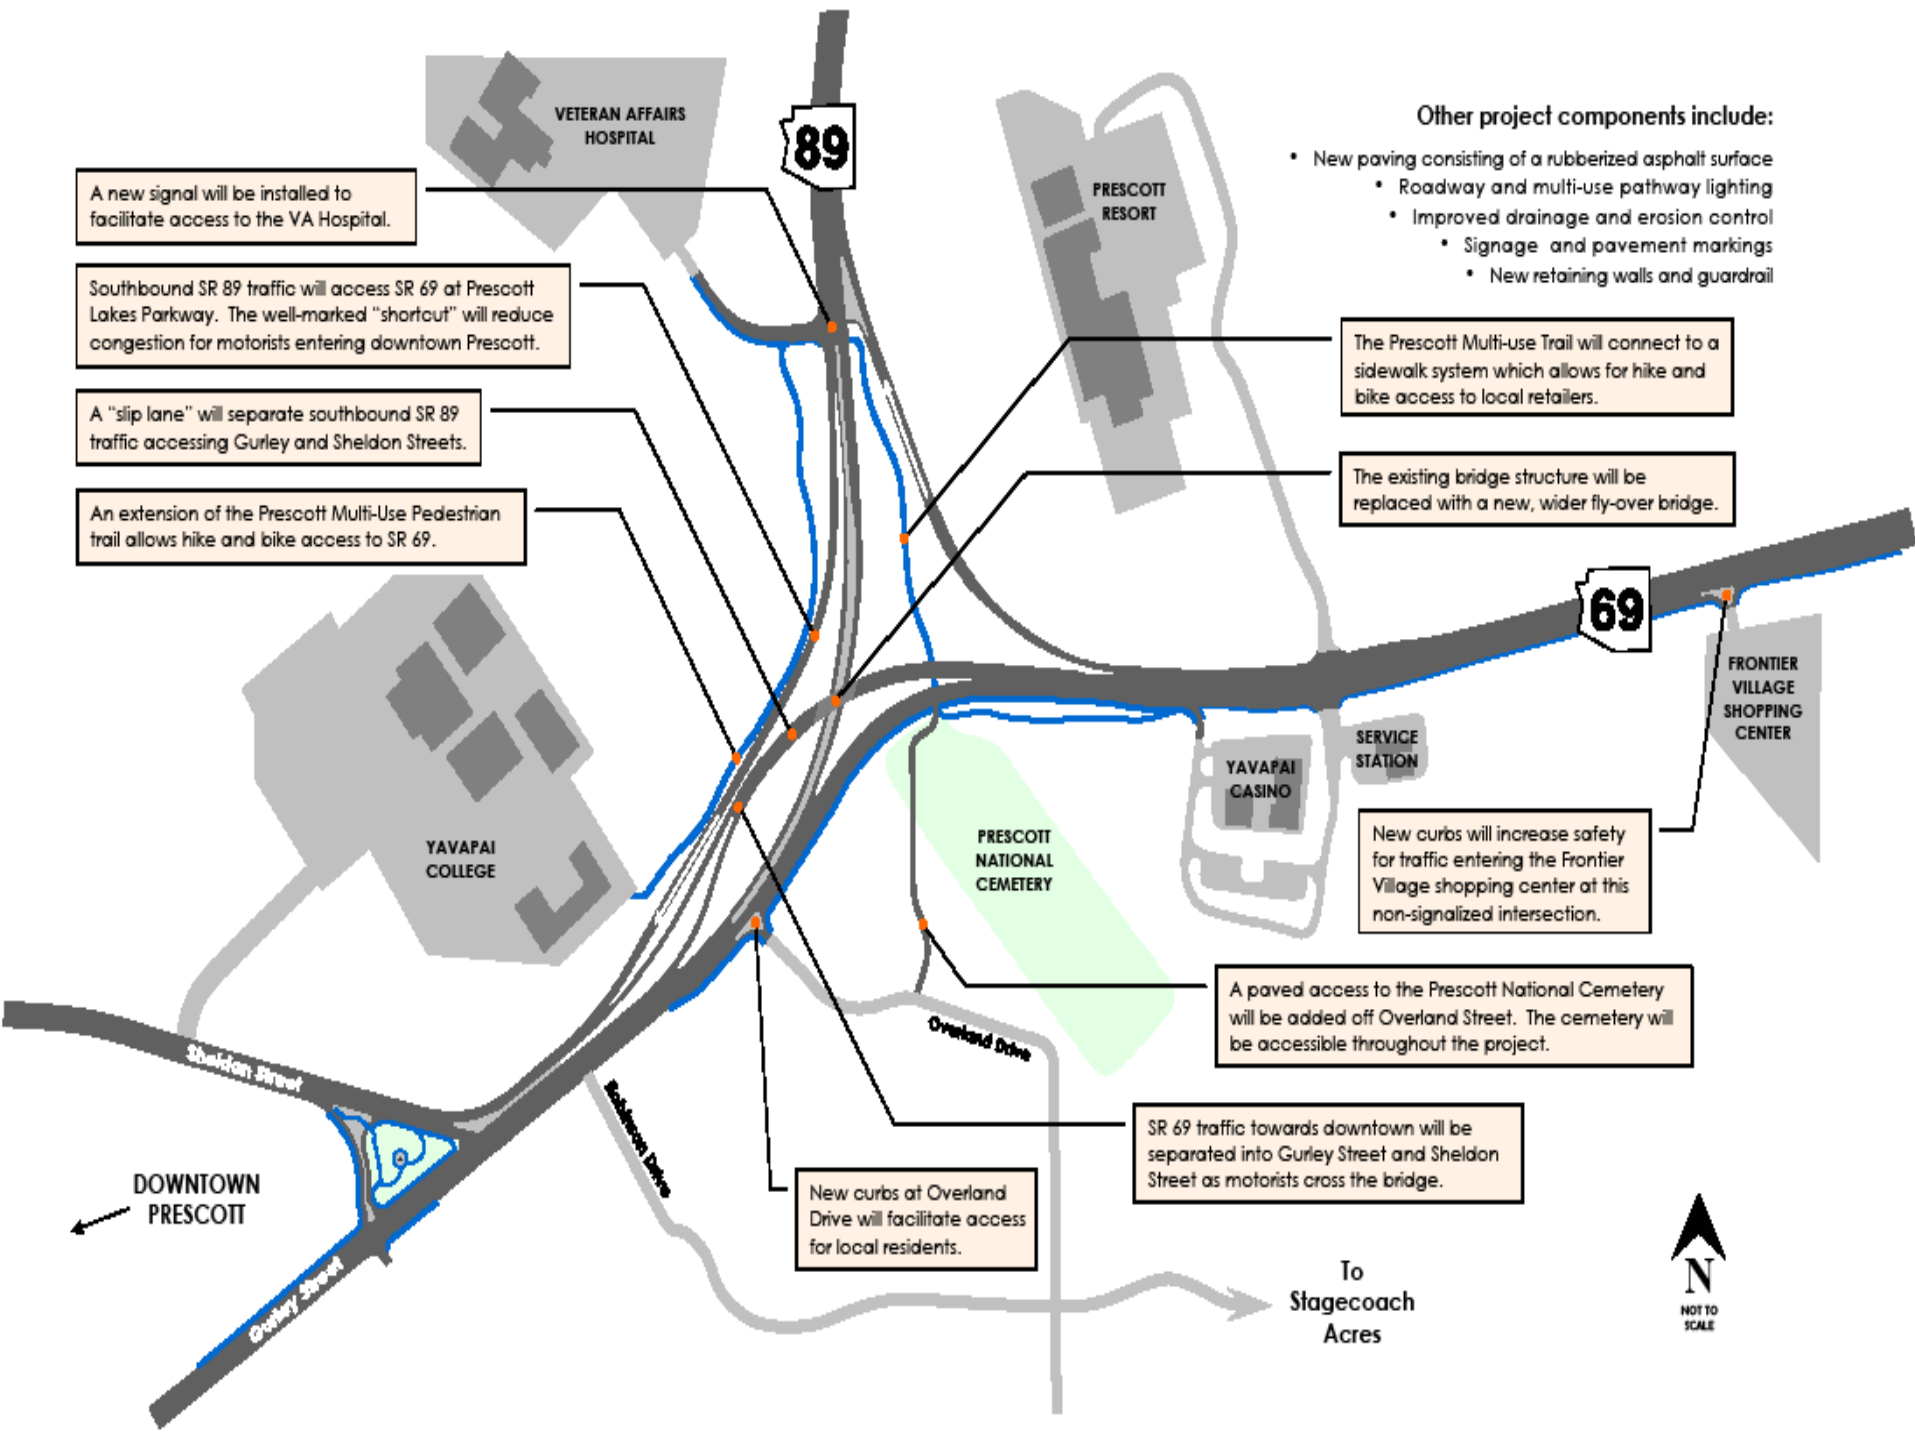 VETERAN AFFAIRS
HOSPITAL
89
PRESCOTT
RESORT
Other project components include:
• New paving consisting of a rubberized asphalt surface
• Roadway and multi-use pathway lighting
• Improved drainage and erosion control
• Signage and pavement markings
• New retaining walls and guardrail
A new signal will be installed to
facilitate access to the VA Hospital.
Southbound SR 89 traffic will access SR 69 at Prescott
Lakes Parkway. The well-marked “shortcut” will reduce
congestion for motorists entering downtown Prescott.
A “slip lane” will separate southbound SR 89
traffic accessing Gurley and Sheldon Streets.
An extension of the Prescott Multi-Use Pedestrian
trail allows hike and bike access to SR 69.
The Prescott Multi-use Trail will connect to a
sidewalk system which allows for hike and
bike access to local retailers.
The existing bridge structure will be
replaced with a new, wider fly-over bridge.
69
FRONTIER
VILLAGE
SHOPPING
CENTER
SERVICE
STATION
YAVAPAI
CASINO
YAVAPAI
COLLEGE
PRESCOTT
NATIONAL
CEMETERY
New curbs will increase safety
for traffic entering the Frontier
Village shopping center at this
non-signalized intersection.
A paved access to the Prescott National Cemetery
will be added off Overland Street. The cemetery will
be accessible throughout the project.
Overland Drive
Sheldon Street
Robinson Drive
SR 69 traffic towards downtown will be
separated into Gurley Street and Sheldon
Street as motorists cross the bridge.
New curbs at Overland
Drive will facilitate access
for local residents.
DOWNTOWN
PRESCOTT
Gurley Street
To
Stagecoach
Acres
N
NOT TO
SCALE